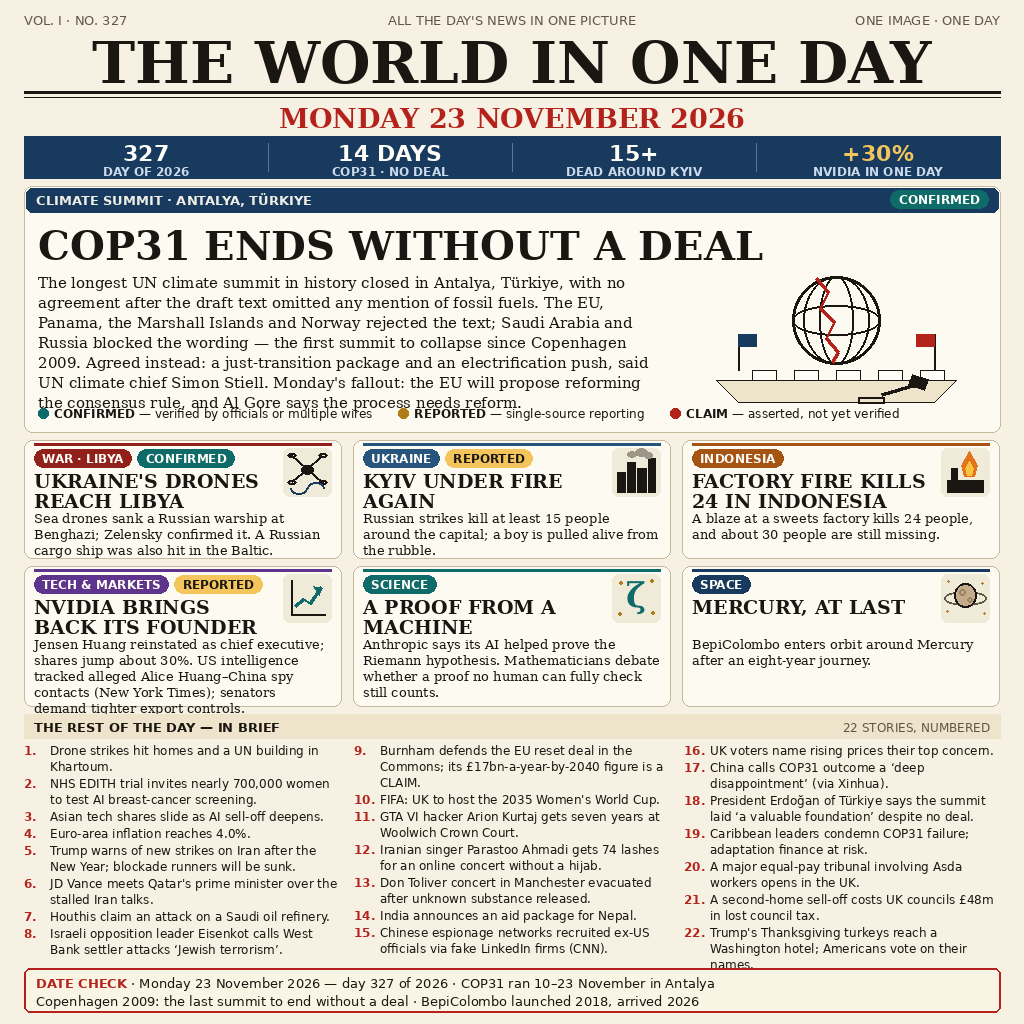 VOL. I · NO. 327
ALL THE DAY'S NEWS IN ONE PICTURE
ONE IMAGE · ONE DAY
THE WORLD IN ONE DAY
MONDAY 23 NOVEMBER 2026
327
DAY OF 2026
14 DAYS
COP31 · NO DEAL
15+
DEAD AROUND KYIV
+30%
NVIDIA IN ONE DAY
CLIMATE SUMMIT · ANTALYA, TÜRKIYE
CONFIRMED
COP31 ENDS WITHOUT A DEAL
The longest UN climate summit in history closed in Antalya, Türkiye, with no
agreement after the draft text omitted any mention of fossil fuels. The EU,
Panama, the Marshall Islands and Norway rejected the text; Saudi Arabia and
Russia blocked the wording — the first summit to collapse since Copenhagen
2009. Agreed instead: a just-transition package and an electrification push, said
UN climate chief Simon Stiell. Monday's fallout: the EU will propose reforming
the consensus rule, and Al Gore says the process needs reform.
CONFIRMED — verified by officials or multiple wires
REPORTED — single-source reporting
CLAIM — asserted, not yet verified
WAR · LIBYA
CONFIRMED
UKRAINE'S DRONES
REACH LIBYA
Sea drones sank a Russian warship at
Benghazi; Zelensky confirmed it. A Russian
cargo ship was also hit in the Baltic.
UKRAINE
REPORTED
KYIV UNDER FIRE
AGAIN
Russian strikes kill at least 15 people
around the capital; a boy is pulled alive from
the rubble.
INDONESIA
FACTORY FIRE KILLS
24 IN INDONESIA
A blaze at a sweets factory kills 24 people,
and about 30 people are still missing.
TECH & MARKETS
REPORTED
NVIDIA BRINGS
BACK ITS FOUNDER
Jensen Huang reinstated as chief executive;
shares jump about 30%. US intelligence
tracked alleged Alice Huang–China spy
contacts (New York Times); senators
demand tighter export controls.
SCIENCE
A PROOF FROM A
MACHINE
ζ
Anthropic says its AI helped prove the
Riemann hypothesis. Mathematicians debate
whether a proof no human can fully check
still counts.
SPACE
MERCURY, AT LAST
BepiColombo enters orbit around Mercury
after an eight-year journey.
THE REST OF THE DAY — IN BRIEF
22 STORIES, NUMBERED
1. Drone strikes hit homes and a UN building in
Khartoum.
2. NHS EDITH trial invites nearly 700,000 women
to test AI breast-cancer screening.
3. Asian tech shares slide as AI sell-off deepens.
4. Euro-area inflation reaches 4.0%.
5. Trump warns of new strikes on Iran after the
New Year; blockade runners will be sunk.
6. JD Vance meets Qatar's prime minister over the
stalled Iran talks.
7. Houthis claim an attack on a Saudi oil refinery.
8. Israeli opposition leader Eisenkot calls West
Bank settler attacks ‘Jewish terrorism’.
9. Burnham defends the EU reset deal in the
Commons; its £17bn-a-year-by-2040 figure is a
CLAIM.
10. FIFA: UK to host the 2035 Women's World Cup.
11. GTA VI hacker Arion Kurtaj gets seven years at
Woolwich Crown Court.
12. Iranian singer Parastoo Ahmadi gets 74 lashes
for an online concert without a hijab.
13. Don Toliver concert in Manchester evacuated
after unknown substance released.
14. India announces an aid package for Nepal.
15. Chinese espionage networks recruited ex-US
officials via fake LinkedIn firms (CNN).
16. UK voters name rising prices their top concern.
17. China calls COP31 outcome a ‘deep
disappointment’ (via Xinhua).
18. President Erdoğan of Türkiye says the summit
laid ‘a valuable foundation’ despite no deal.
19. Caribbean leaders condemn COP31 failure;
adaptation finance at risk.
20. A major equal-pay tribunal involving Asda
workers opens in the UK.
21. A second-home sell-off costs UK councils £48m
in lost council tax.
22. Trump's Thanksgiving turkeys reach a
Washington hotel; Americans vote on their
names.
DATE CHECK · Monday 23 November 2026 — day 327 of 2026 · COP31 ran 10–23 November in Antalya
Copenhagen 2009: the last summit to end without a deal · BepiColombo launched 2018, arrived 2026